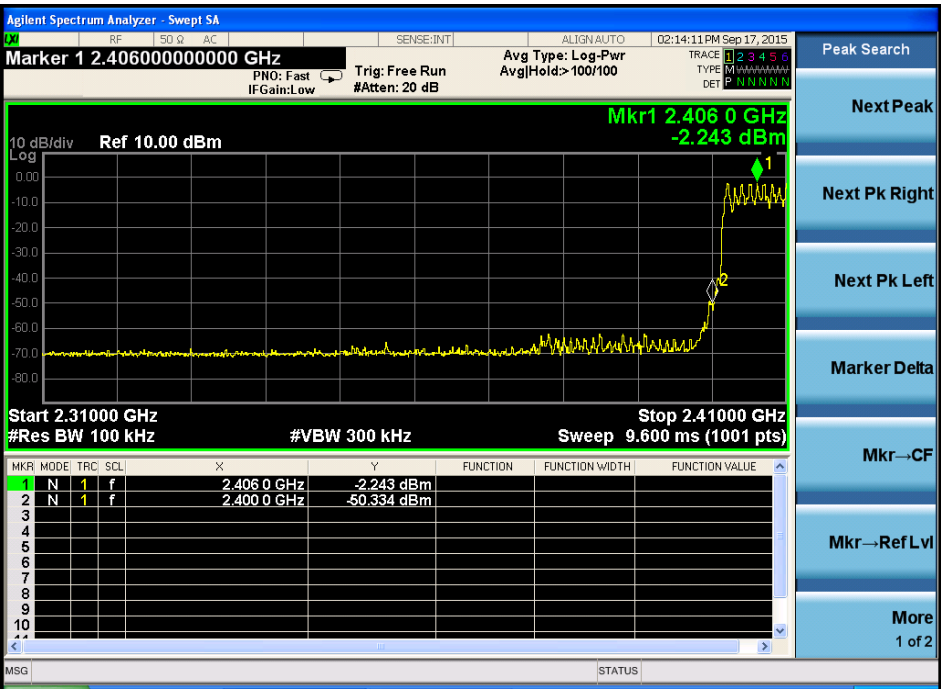 Agilent Spectrum Analyzer - Swept SA
LXI RF 50 Ω AC SENSE:INT ALIGN AUTO 02:14:11 PM Sep 17, 2015
Marker 1 2.406000000000 GHz
PNO: Fast
IFGain:Low
Trig: Free Run
#Atten: 20 dB
Avg Type: Log-Pwr
Avg|Hold:>100/100
TRACE 1 2 3 4 5 6
TYPE M WWWWW
DET P N N N N N
Peak Search
Mkr1 2.406 0 GHz
-2.243 dBm
10 dB/div Ref 10.00 dBm
Log
0.00
-10.0
-20.0
-30.0
-40.0
-50.0
-60.0
-70.0
-80.0
1
2
Start 2.31000 GHz Stop 2.41000 GHz
#Res BW 100 kHz #VBW 300 kHz Sweep 9.600 ms (1001 pts)
MKR MODE TRC SCL X Y FUNCTION FUNCTION WIDTH FUNCTION VALUE
1 N 1 f 2.406 0 GHz -2.243 dBm
2 N 1 f 2.400 0 GHz -50.334 dBm
3
4
5
6
7
8
9
10
11
Next Peak
Next Pk Right
Next Pk Left
Marker Delta
Mkr→CF
Mkr→Ref Lvl
More
1 of 2
MSG STATUS